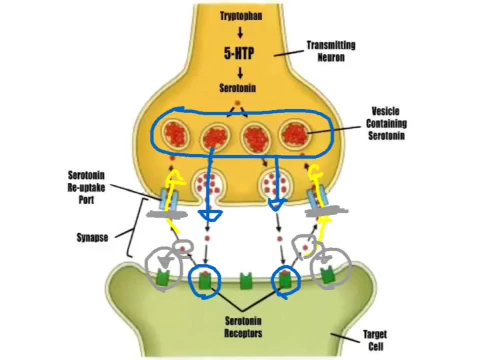 Tryptophan
5-HTP
Serotonin
Transmitting
Neuron
Vesicle
Containing
Serotonin
Serotonin
Re-uptake
Port
Synapse
Serotonin
Receptors
Target
Cell